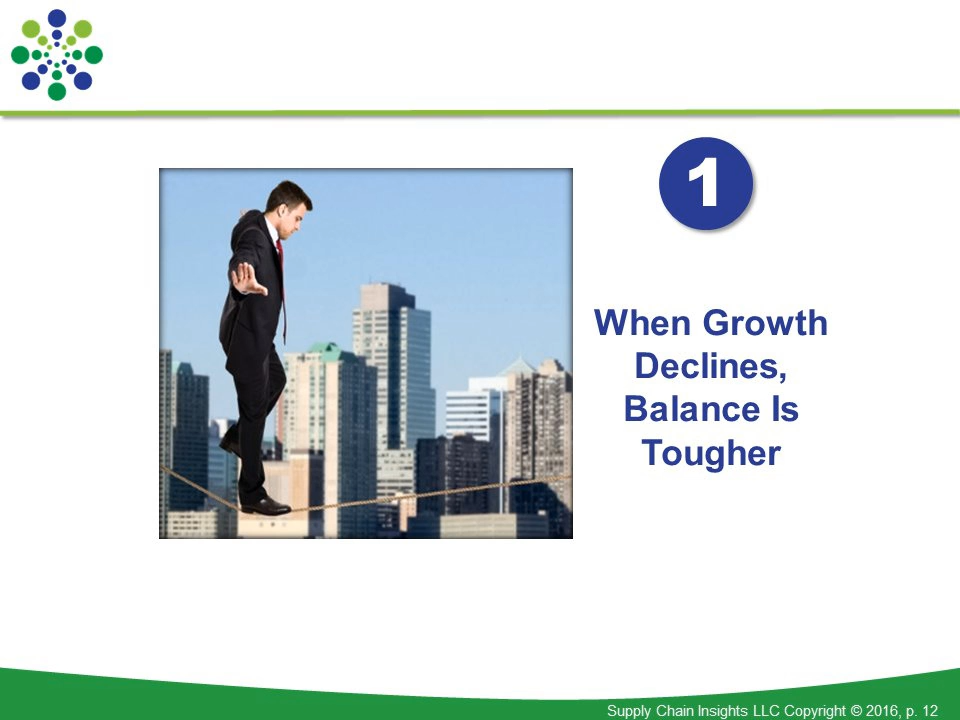 1
When Growth
Declines,
Balance Is
Tougher
Supply Chain Insights LLC Copyright © 2016, p. 12